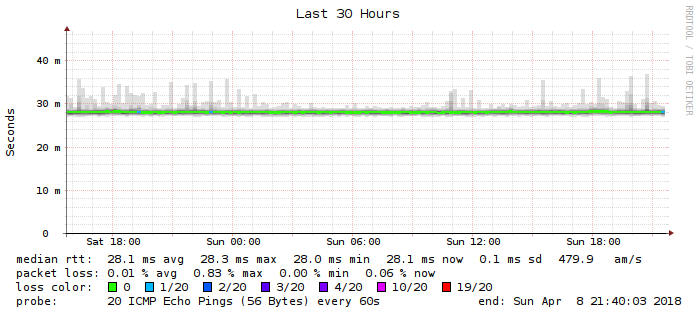 Last 30 Hours
RRDTOOL / TOBI OETIKER
Seconds
40 m
30 m
20 m
10 m
0
Sat 18:00 Sun 00:00 Sun 06:00 Sun 12:00 Sun 18:00
median rtt: 28.1 ms avg 28.3 ms max 28.0 ms min 28.1 ms now 0.1 ms sd 479.9 am/s
packet loss: 0.01 % avg 0.83 % max 0.00 % min 0.06 % now
loss color: 0 1/20 2/20 3/20 4/20 10/20 19/20
probe: 20 ICMP Echo Pings (56 Bytes) every 60s end: Sun Apr 8 21:40:03 2018